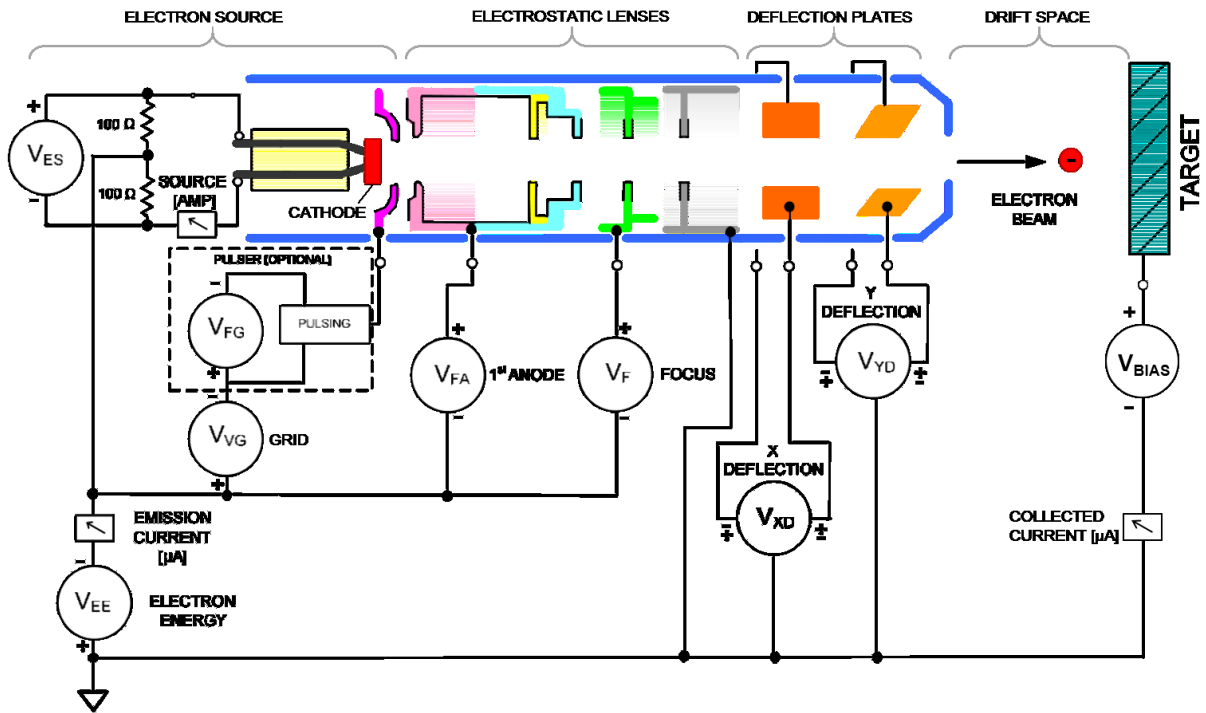 ELECTRON SOURCE
ELECTROSTATIC LENSES
DEFLECTION PLATES
DRIFT SPACE
+
100 Ω
VES
100 Ω
-
SOURCE
[AMP]
CATHODE
TARGET
-
ELECTRON
BEAM
PULSER [OPTIONAL]
-
VFG
PULSING
+
-
VVG
GRID
+
+
VFA
1st ANODE
-
+
VF
FOCUS
-
Y
DEFLECTION
VYD
±
±
X
DEFLECTION
VXD
±
±
+
VBIAS
-
EMISSION
CURRENT
[µA]
-
VEE
ELECTRON
ENERGY
+
COLLECTED
CURRENT [µA]